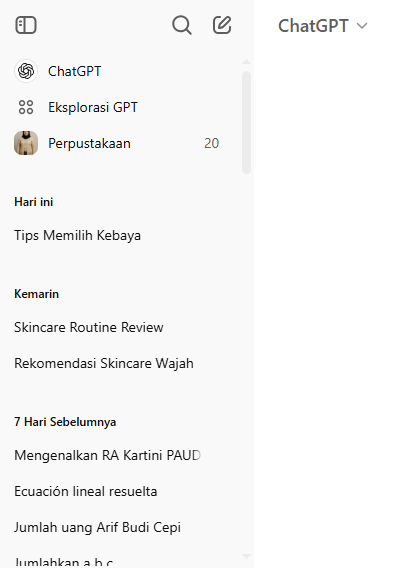 ChatGPT
ChatGPT
Eksplorasi GPT
Perpustakaan 20
Hari ini
Tips Memilih Kebaya
Kemarin
Skincare Routine Review
Rekomendasi Skincare Wajah
7 Hari Sebelumnya
Mengenalkan RA Kartini PAUD
Ecuación lineal resuelta
Jumlah uang Arif Budi Cepi
Jumlahkan a b c